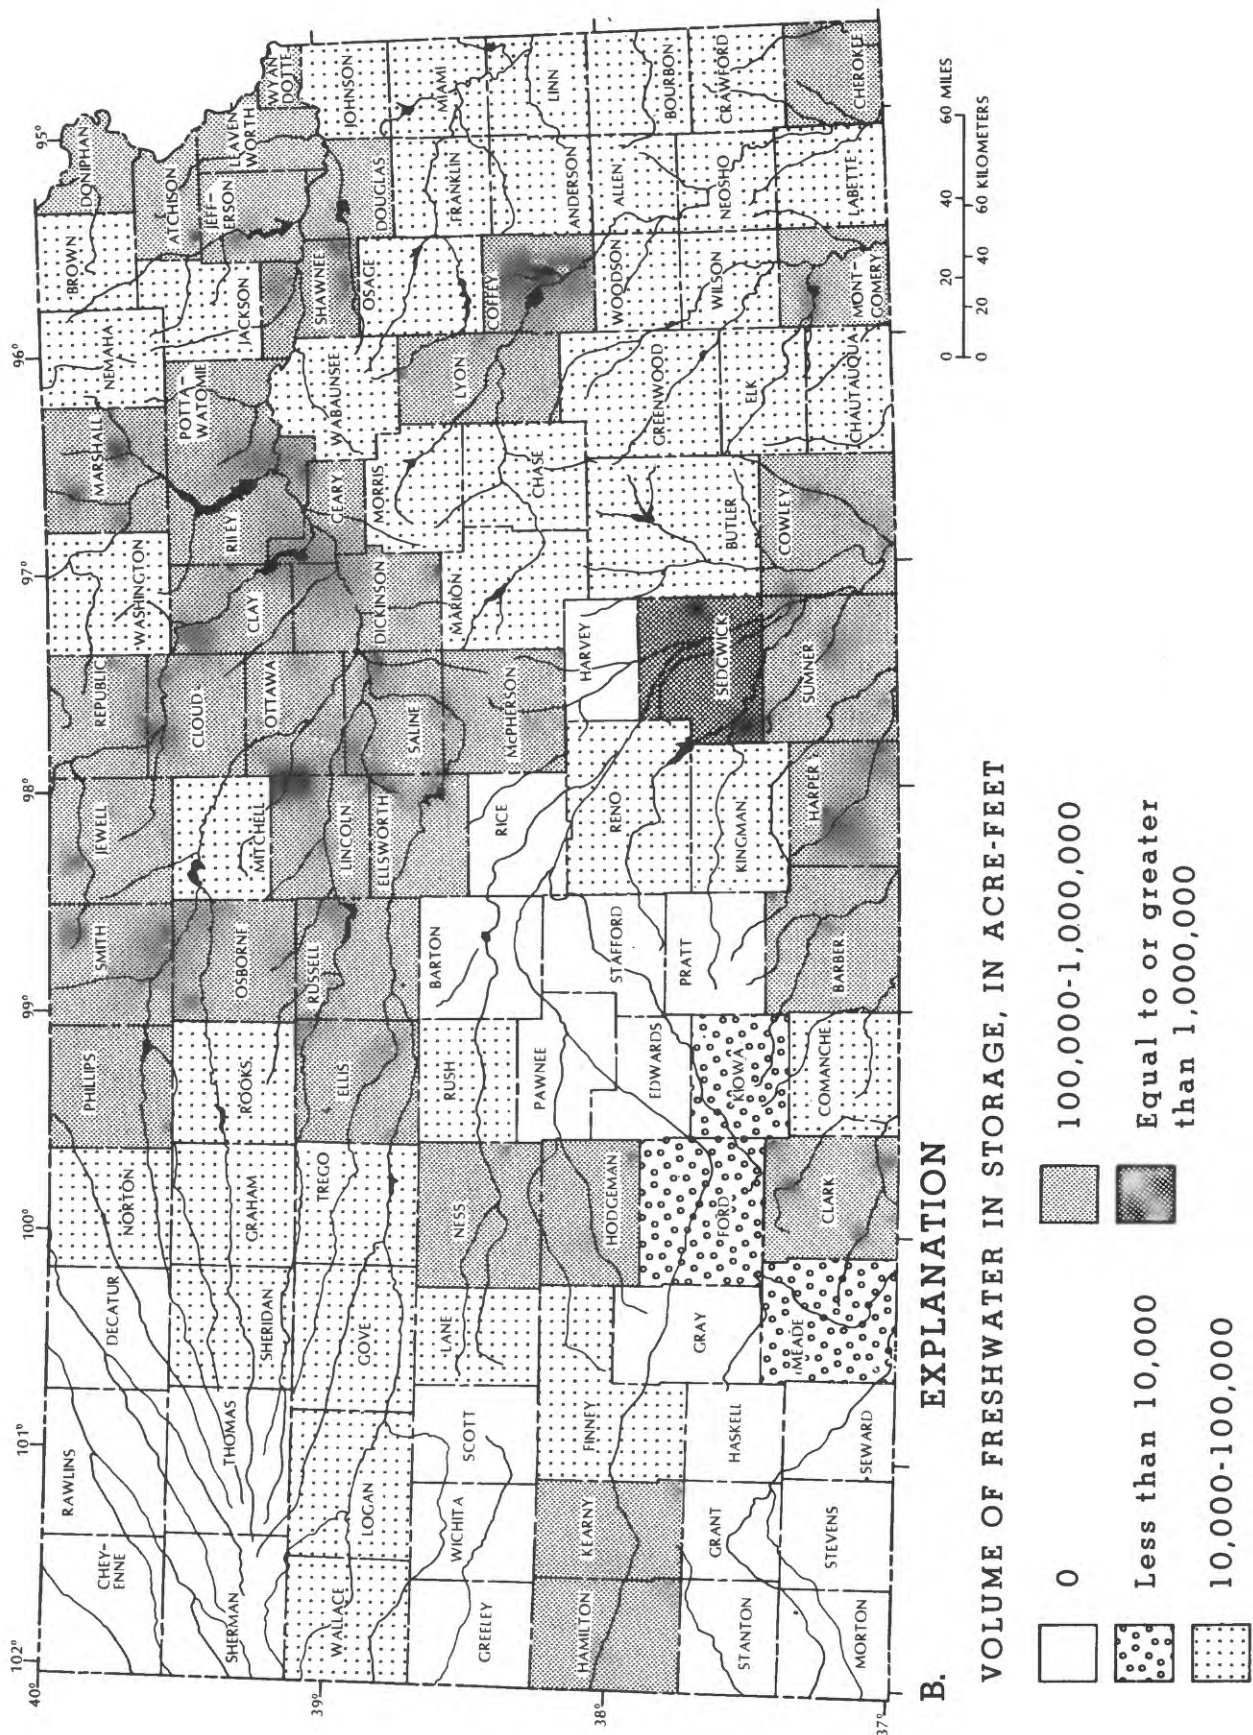 102°
101°
100°
99°
98°
97°
96°
95°
40°
39°
38°
37°
CHEY-
ENNE
RAWLINS
DECATUR
NORTON
PHILLIPS
SMITH
JEWELL
REPUBLIC
WASHINGTON
MARSHALL
NEMAHA
BROWN
DONIPHAN
SHERMAN
THOMAS
SHERIDAN
GRAHAM
ROOKS
OSBORNE
MITCHELL
CLOUD
CLAY
RILEY
POTTA-
WATOMIE
JACKSON
ATCHISON
JEFF-
ERSON
LEAVEN
WORTH
WYAN
DOTTE
WALLACE
LOGAN
GOVE
TREGO
ELLIS
RUSSELL
LINCOLN
OTTAWA
DICKINSON
GEARY
WABAUNSEE
SHAWNEE
DOUGLAS
JOHNSON
GREELEY
WICHITA
SCOTT
LANE
NESS
RUSH
BARTON
ELLSWORTH
SALINE
MORRIS
OSAGE
FRANKLIN
MIAMI
RICE
McPHERSON
MARION
CHASE
LYON
COFFEY
ANDERSON
LINN
HAMILTON
KEARNY
FINNEY
HODGEMAN
PAWNEE
STAFFORD
RENO
HARVEY
BUTLER
GREENWOOD
WOODSON
ALLEN
BOURBON
GRAY
FORD
EDWARDS
PRATT
KINGMAN
SEDGWICK
ELK
WILSON
NEOSHO
CRAWFORD
STANTON
GRANT
HASKELL
KIOWA
MORTON
STEVENS
SEWARD
MEADE
CLARK
COMANCHE
BARBER
HARPER
SUMNER
COWLEY
CHAUTAUQUA
MONT-
GOMERY
LABETTE
CHEROKEE
0 20 40 60 MILES
0 20 40 60 KILOMETERS
B. EXPLANATION
VOLUME OF FRESHWATER IN STORAGE, IN ACRE-FEET
0
Less than 10,000
10,000-100,000
100,000-1,000,000
Equal to or greater
than 1,000,000